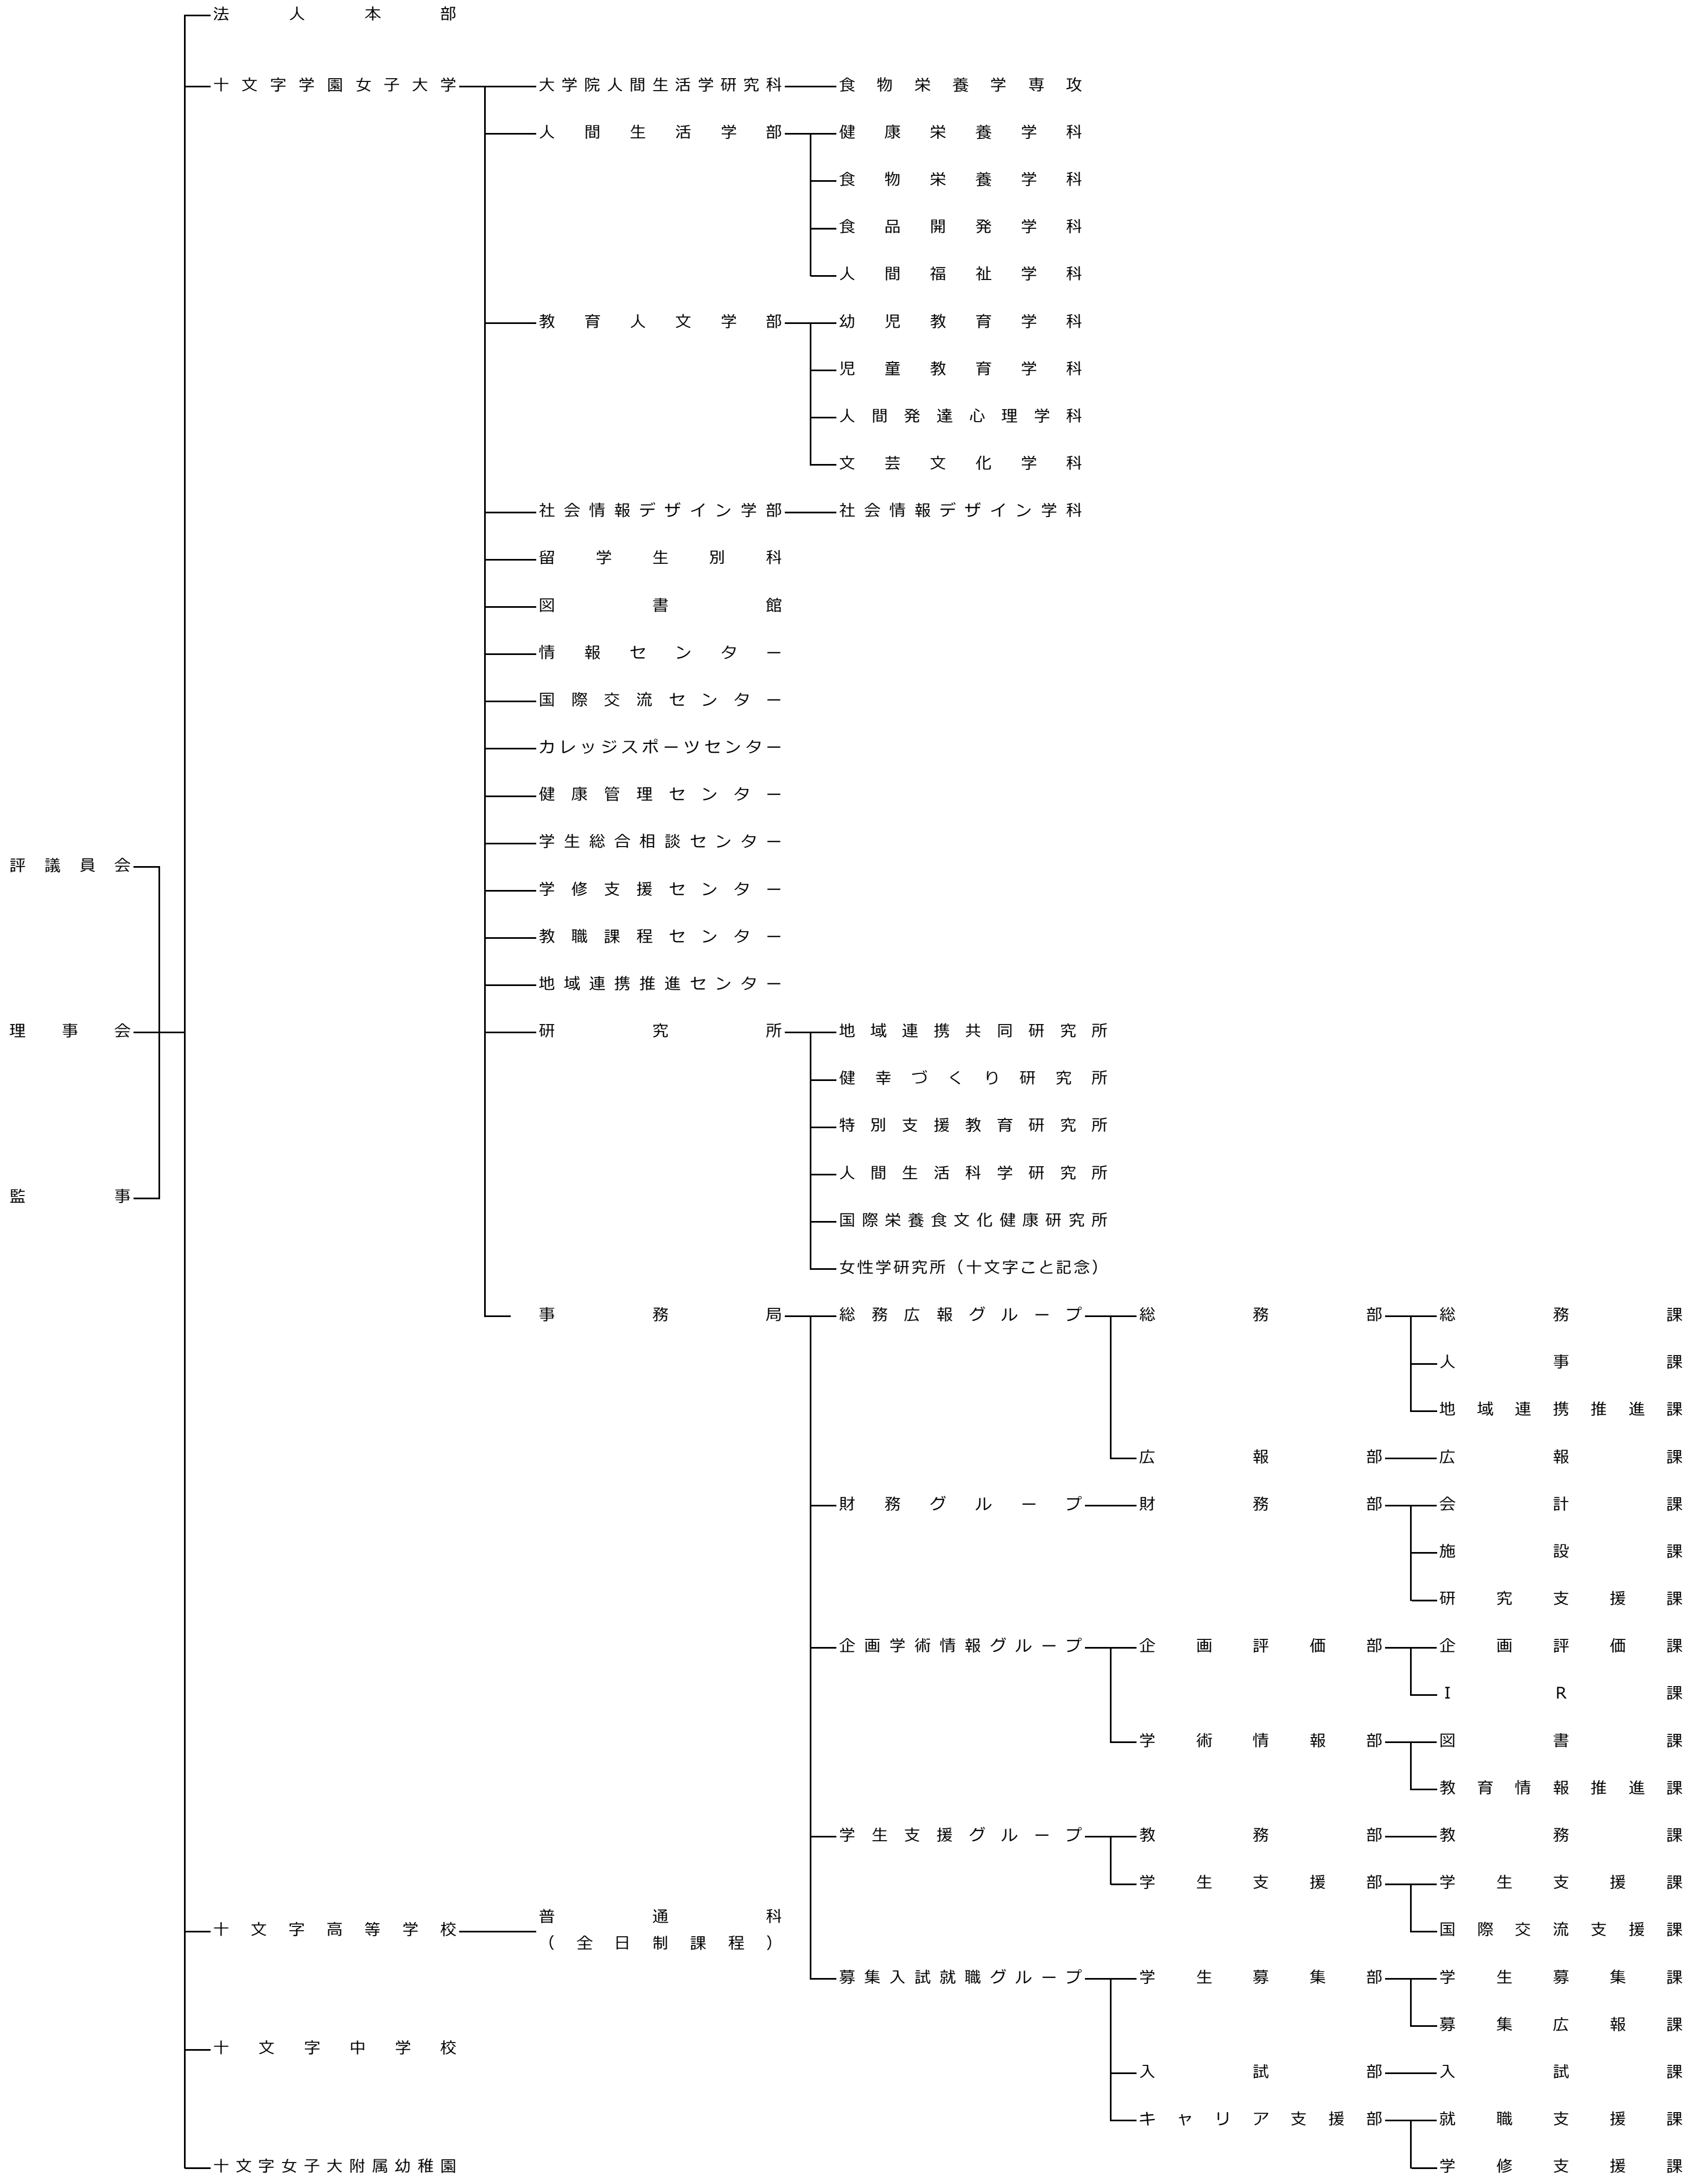 法人本部
十文字学園女子大学 大学院人間生活学研究科 食物栄養学専攻
人間生活学部 健康栄養学科
食物栄養学科
食品開発学科
人間福祉学科
教育人文学部 幼児教育学科
児童教育学科
人間発達心理学科
文芸文化学科
社会情報デザイン学部 社会情報デザイン学科
留学生別科
図書館
情報センター
国際交流センター
カレッジスポーツセンター
健康管理センター
学生総合相談センター
評議員会
学修支援センター
教職課程センター
地域連携推進センター
理事会 研究所 地域連携共同研究所
健幸づくり研究所
特別支援教育研究所
人間生活科学研究所
監事
国際栄養食文化健康研究所
女性学研究所（十文字こと記念）
事務局 総務広報グループ 総務部 総務課
人事課
地域連携推進課
広報部 広報課
財務グループ 財務部 会計課
施設課
研究支援課
企画学術情報グループ 企画評価部 企画評価課
IR課
学術情報部 図書課
教育情報推進課
学生支援グループ 教務部 教務課
学生支援部 学生支援課
十文字高等学校 普通科
（全日制課程）
国際交流支援課
募集入試就職グループ 学生募集部 学生募集課
募集広報課
十文字中学校
入試部 入試課
キャリア支援部 就職支援課
十文字女子大附属幼稚園 学修支援課